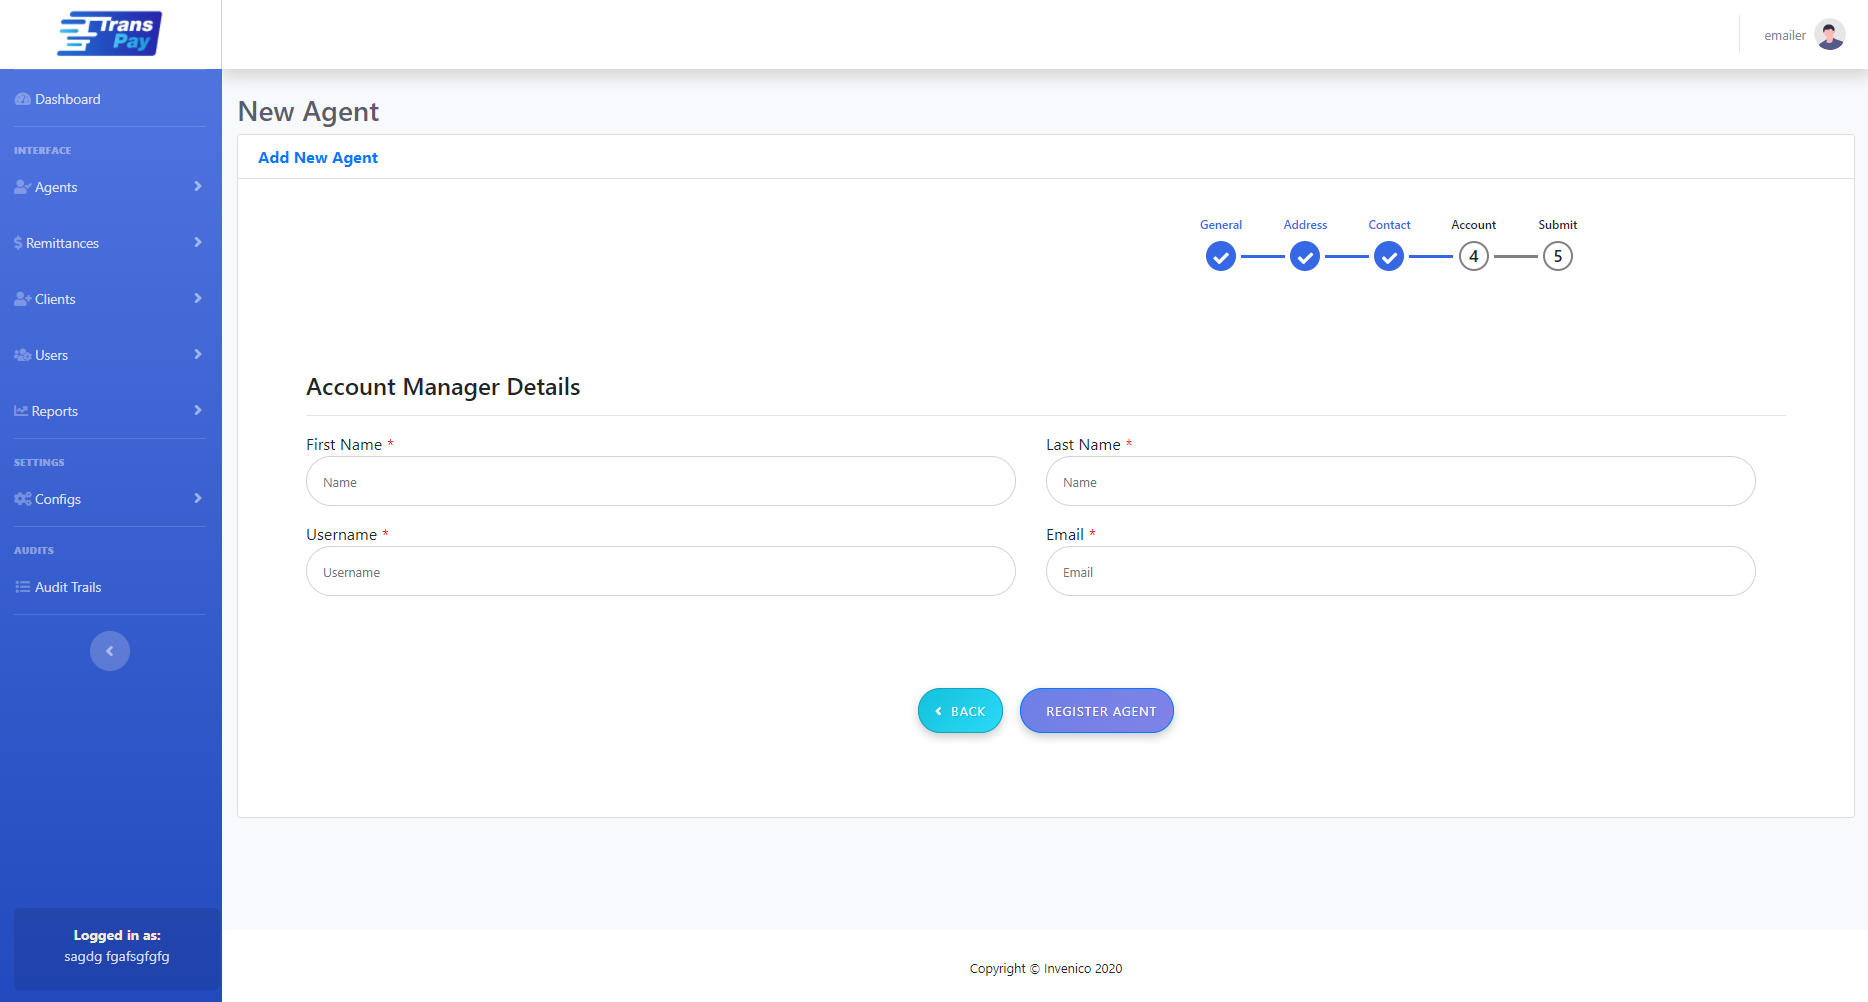 Trans
Pay
emailer
Dashboard
INTERFACE
Agents
Remittances
Clients
Users
Reports
SETTINGS
Configs
AUDITS
Audit Trails
Logged in as:
sagdg fgafsgfgfg
New Agent
Add New Agent
General Address Contact Account Submit
4 5
Account Manager Details
First Name * Last Name *
Name Name
Username * Email *
Username Email
BACK REGISTER AGENT
Copyright © Invenico 2020